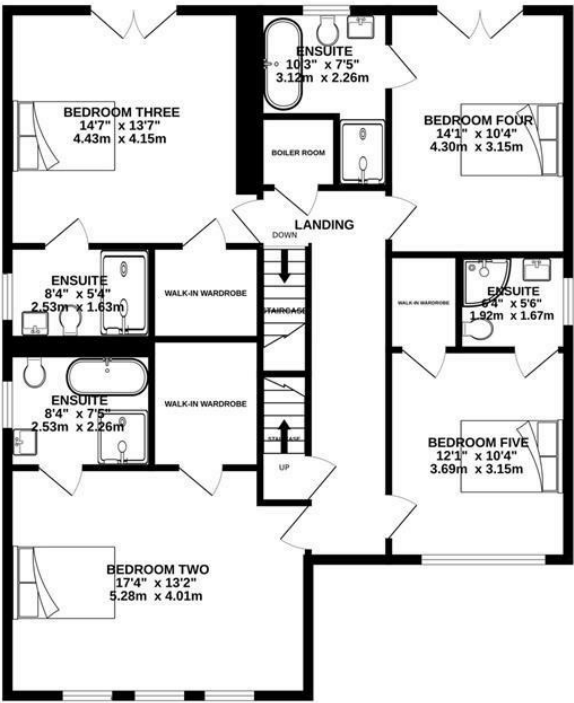 ENSUITE
10'3" x 7'5"
3.12m x 2.26m
BEDROOM THREE
14'7" x 13'7"
4.43m x 4.15m
BEDROOM FOUR
14'1" x 10'4"
4.30m x 3.15m
BOILER ROOM
LANDING
DOWN
ENSUITE
8'4" x 5'4"
2.53m x 1.63m
WALK-IN WARDROBE
STAIRCASE
WALK-IN WARDROBE
ENSUITE
6'4" x 5'6"
1.92m x 1.67m
ENSUITE
8'4" x 7'5"
2.53m x 2.26m
WALK-IN WARDROBE
STAIRCASE
UP
BEDROOM FIVE
12'1" x 10'4"
3.69m x 3.15m
BEDROOM TWO
17'4" x 13'2"
5.28m x 4.01m